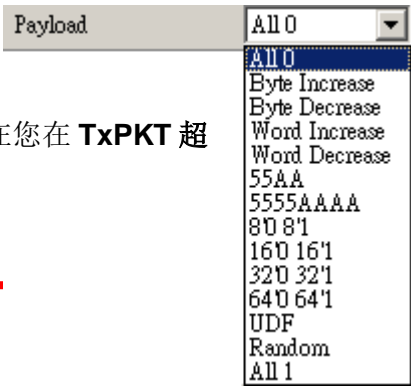 Payload All 0
All 0
Byte Increase
Byte Decrease
Word Increase
Word Decrease
在您在 TxPKT 超
55AA
5555AAAA
8'0 8'1
16'0 16'1
32'0 32'1
64'0 64'1
UDF
Random
All 1